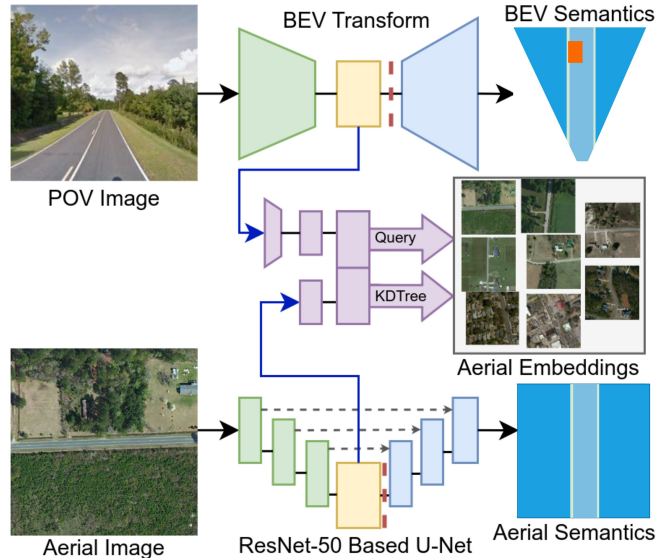 BEV Transform
BEV Semantics
POV Image
Query
KDTree
Aerial Embeddings
Aerial Image
ResNet-50 Based U-Net
Aerial Semantics